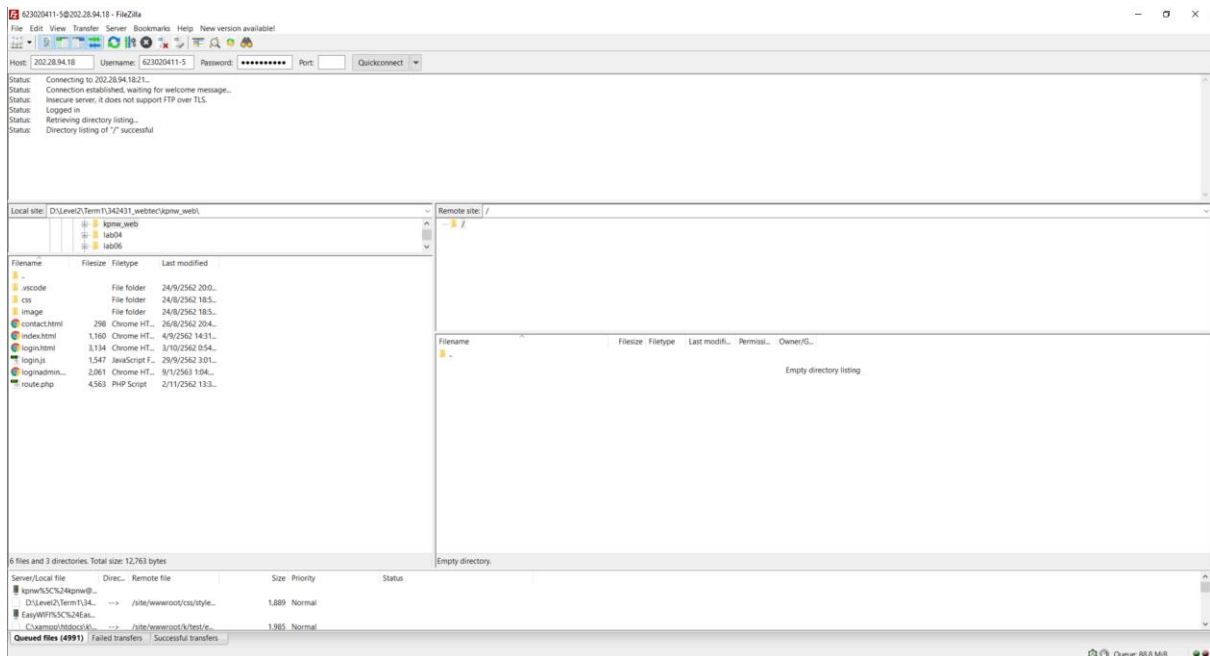 623020411-5@202.28.94.18 - FileZilla
File Edit View Transfer Server Bookmarks Help New version available!
Host: 202.28.94.18 Username: 623020411-5 Password: ●●●●●●●●●● Port: Quickconnect
Status: Connecting to 202.28.94.18:21...
Status: Connection established, waiting for welcome message...
Status: Insecure server, it does not support FTP over TLS.
Status: Logged in
Status: Retrieving directory listing...
Status: Directory listing of "/" successful
Local site: D:\Level2\Term1\342431_webtec\kpnw_web\
kpnw_web
lab04
lab06
Remote site: /
/
Filename Filesize Filetype Last modified
..
.vscode File folder 24/9/2562 20:0...
css File folder 24/8/2562 18:5...
image File folder 24/8/2562 18:5...
contact.html 298 Chrome HT... 26/8/2562 20:4...
index.html 1,160 Chrome HT... 4/9/2562 14:31...
login.html 3,134 Chrome HT... 3/10/2562 0:54...
login.js 1,547 JavaScript F... 29/9/2562 3:01...
loginadmin... 2,061 Chrome HT... 9/1/2563 1:04:...
route.php 4,563 PHP Script 2/11/2562 13:3...
6 files and 3 directories. Total size: 12,763 bytes
Filename Filesize Filetype Last modifi... Permissi... Owner/G...
..
Empty directory listing
Empty directory.
Server/Local file Direc... Remote file Size Priority Status
kpnw%5C%24kpnw@...
D:\Level2\Term1\34... --> /site/wwwroot/css/style... 1,889 Normal
EasyWIFI%5C%24Eas...
C:\xampp\htdocs\k\... --> /site/wwwroot/k/test/e... 1,985 Normal
Queued files (4991) Failed transfers Successful transfers
Queue: 88.8 MiB